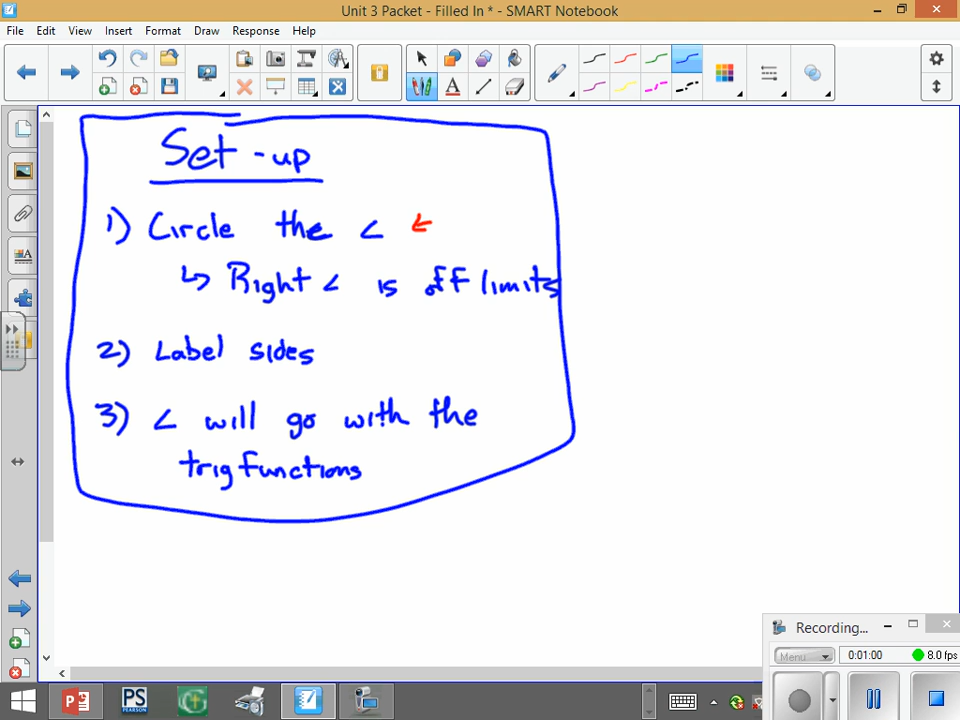 Unit 3 Packet - Filled In * - SMART Notebook
File Edit View Insert Format Draw Response Help
Set-up
1) Circle the ∠
↳ Right ∠ is off limits
2) Label sides
3) ∠ will go with the
trig functions
Recording...
Menu 0:01:00 8.0 fps
PS
PEARSON